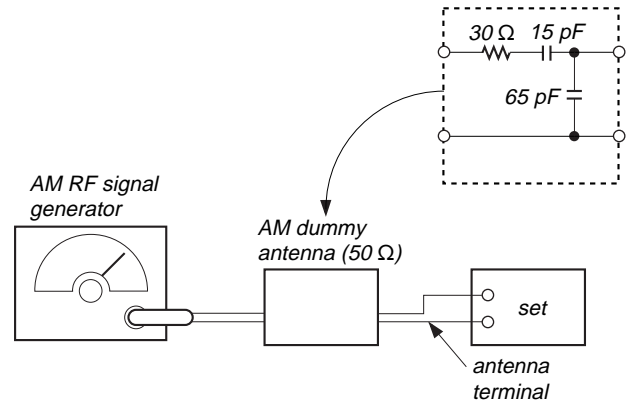 30 Ω 15 pF
65 pF
AM RF signal
generator
AM dummy
antenna (50 Ω)
set
antenna
terminal